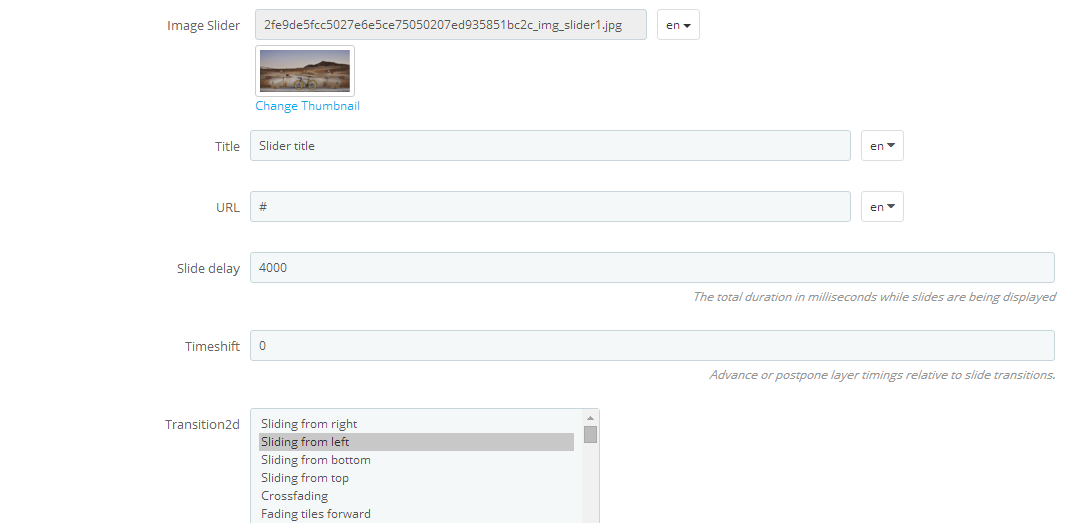 Image Slider 2fe9de5fcc5027e6e5ce75050207ed935851bc2c_img_slider1.jpg en
Change Thumbnail
Title Slider title en
URL # en
Slide delay 4000
The total duration in milliseconds while slides are being displayed
Timeshift 0
Advance or postpone layer timings relative to slide transitions.
Transition2d Sliding from right
Sliding from left
Sliding from bottom
Sliding from top
Crossfading
Fading tiles forward